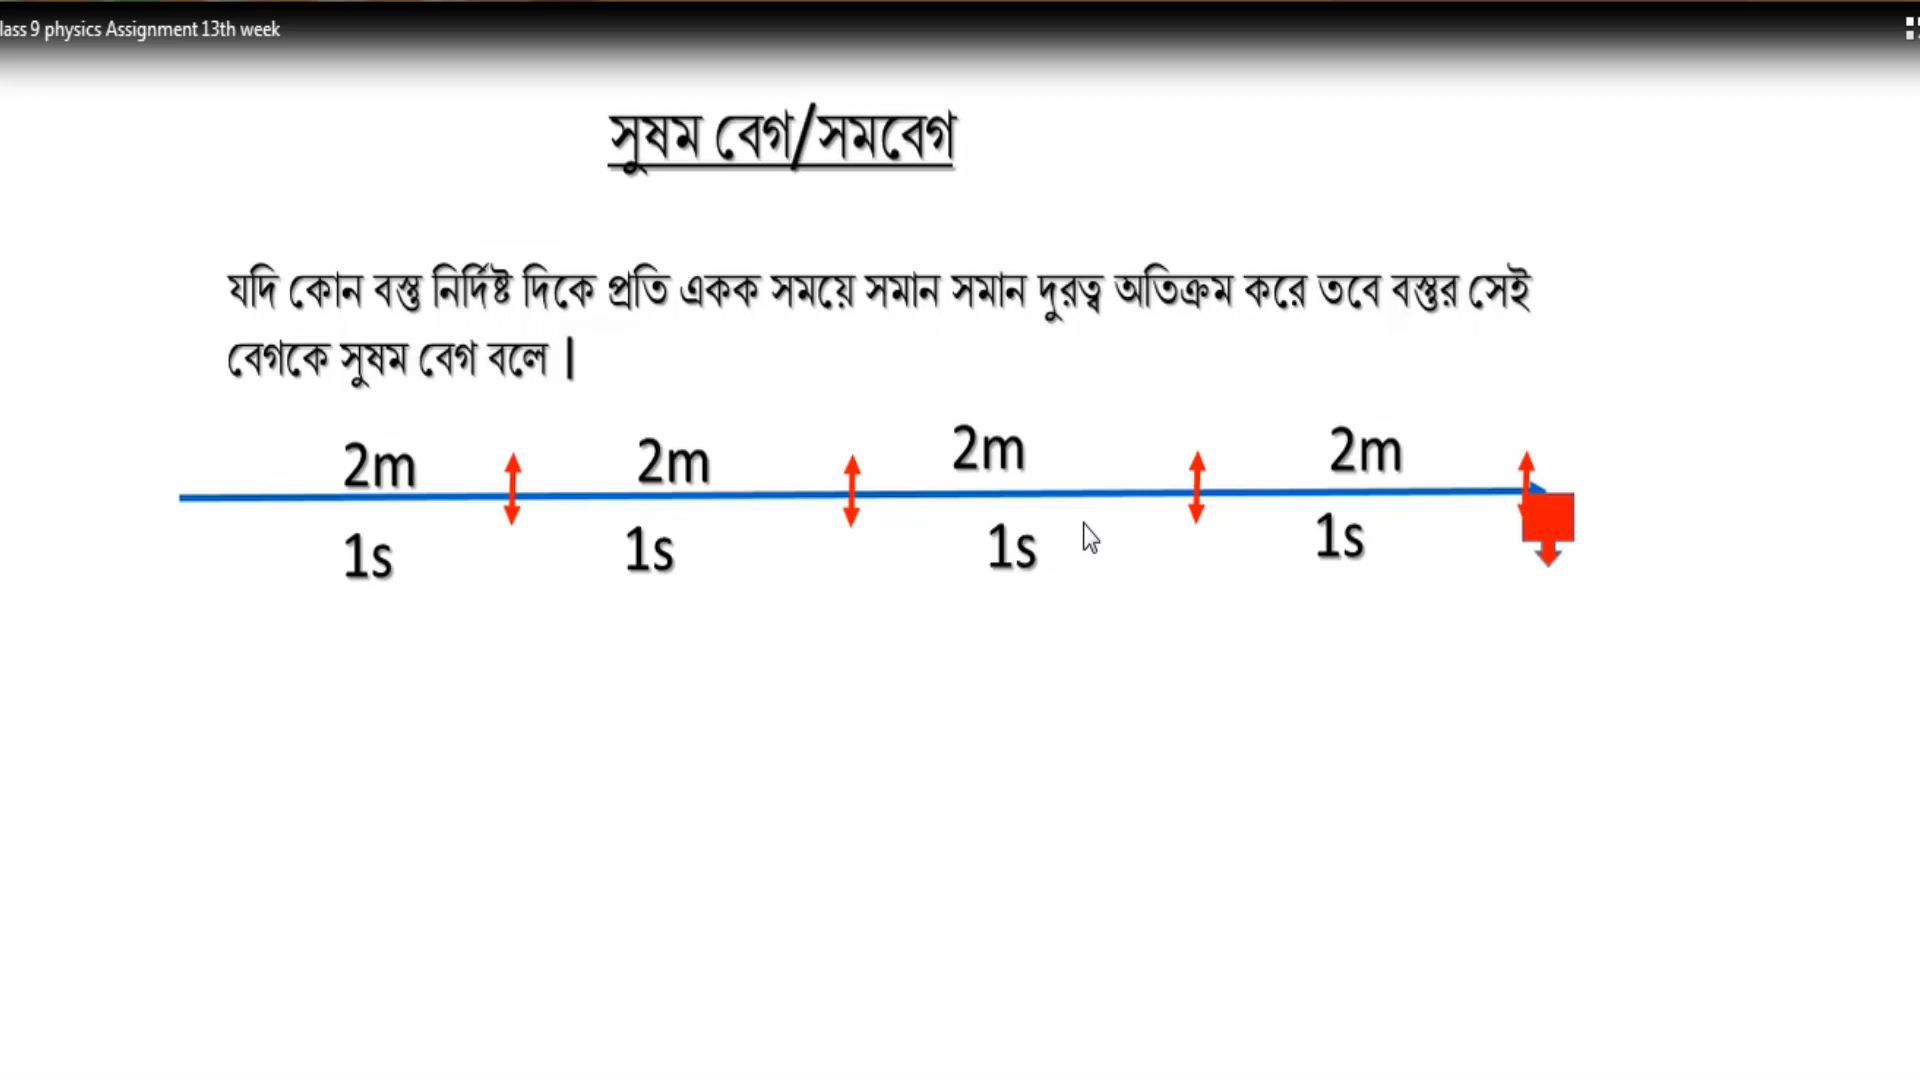 lass 9 physics Assignment 13th week
সুষম বেগ/সমবেগ
যদি কোন বস্তু নির্দিষ্ট দিকে প্রতি একক সময়ে সমান সমান দুরত্ব অতিক্রম করে তবে বস্তুর সেই
বেগকে সুষম বেগ বলে |
2m 2m 2m 2m
1s 1s 1s 1s